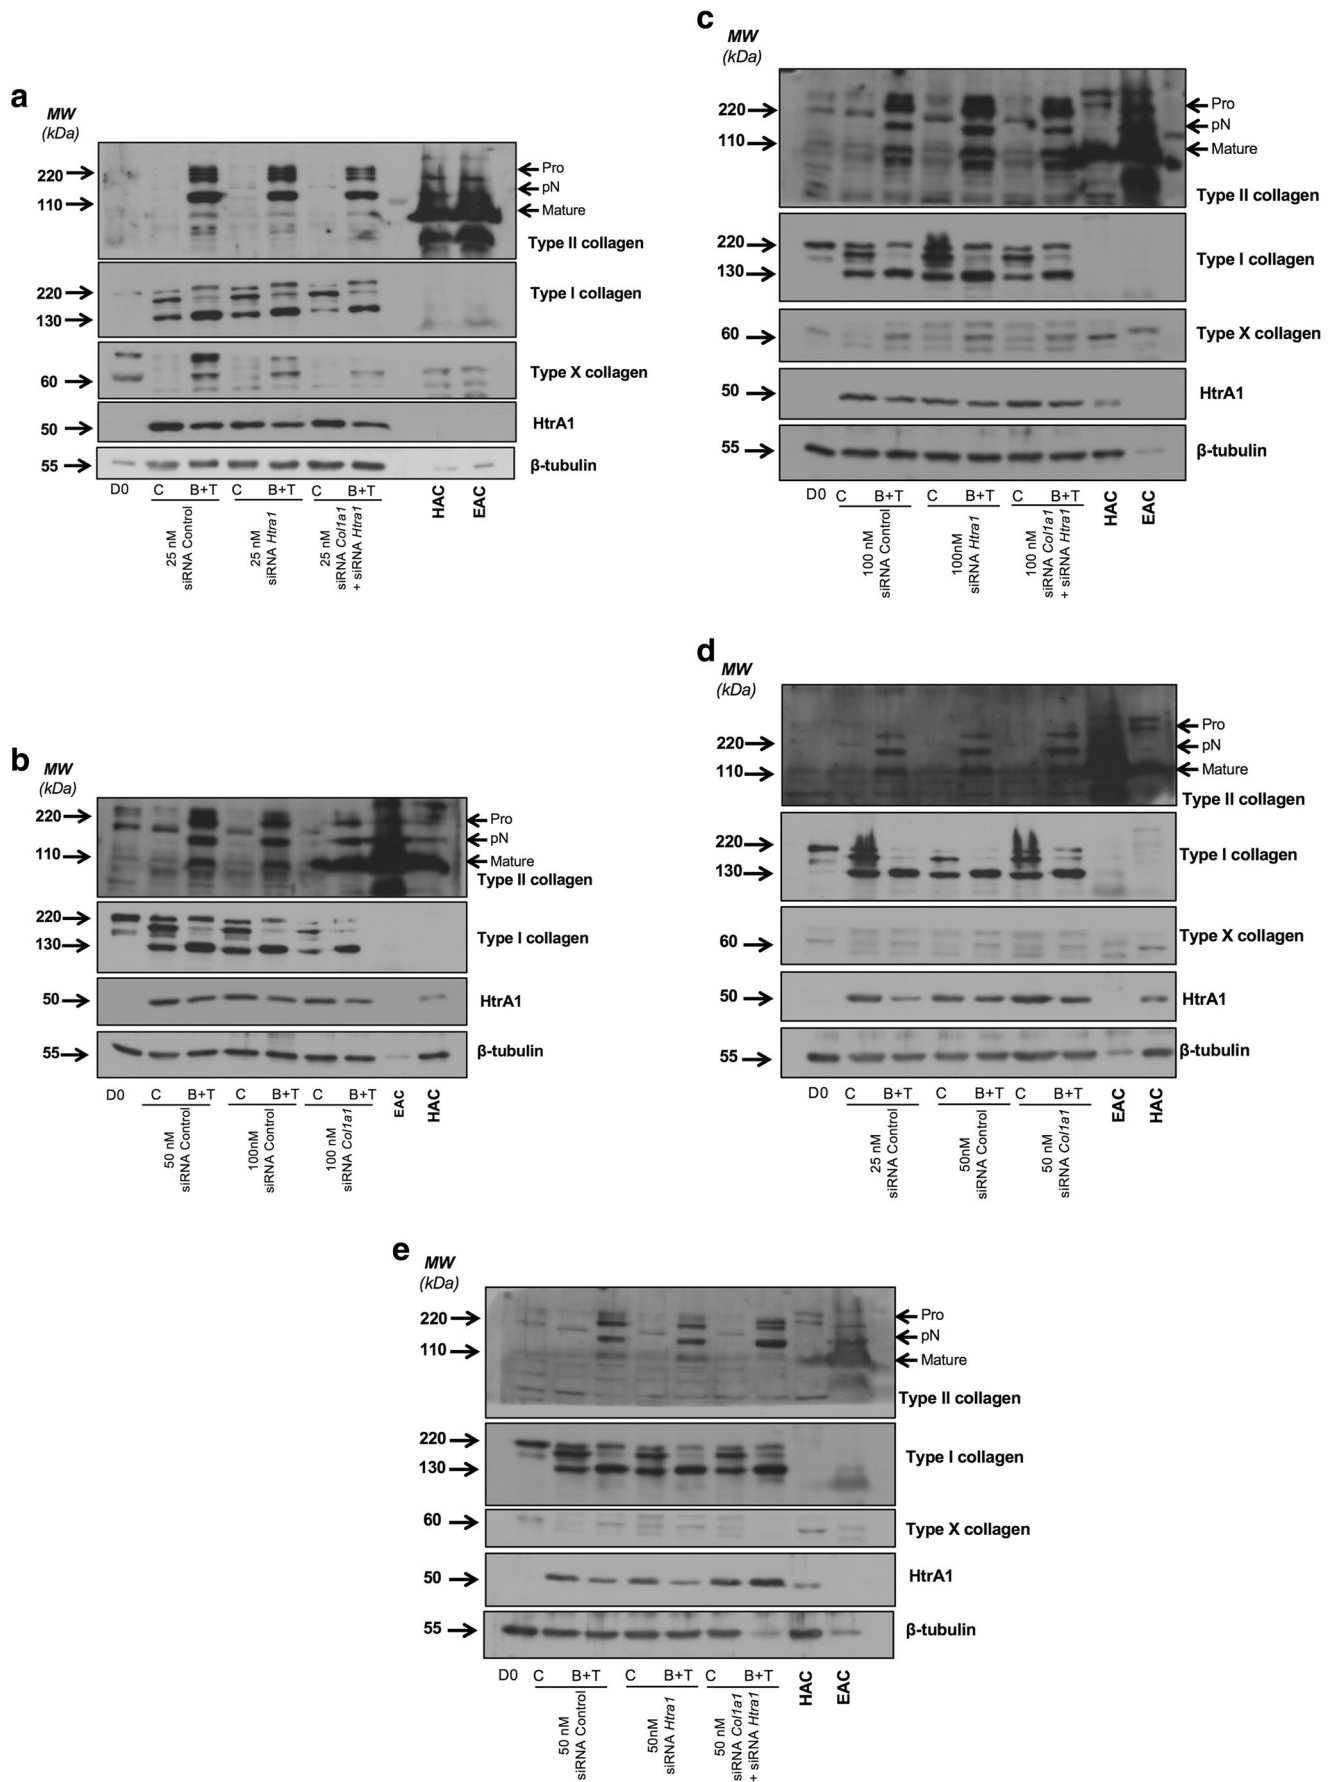 a
MW
(kDa)
220
110
Pro
pN
Mature
Type II collagen
220
130
Type I collagen
60
Type X collagen
50
HtrA1
55
β-tubulin
D0 C B+T C B+T C B+T HAC EAC
25 nM
siRNA Control
25 nM
siRNA Htra1
25 nM
siRNA Col1a1
+ siRNA Htra1
b
MW
(kDa)
220
110
Pro
pN
Mature
Type II collagen
220
130
Type I collagen
50
HtrA1
55
β-tubulin
D0 C B+T C B+T C B+T EAC HAC
50 nM
siRNA Control
100nM
siRNA Control
100 nM
siRNA Col1a1
c
MW
(kDa)
220
110
Pro
pN
Mature
Type II collagen
220
130
Type I collagen
60
Type X collagen
50
HtrA1
55
β-tubulin
D0 C B+T C B+T C B+T HAC EAC
100 nM
siRNA Control
100nM
siRNA Htra1
100 nM
siRNA Col1a1
+ siRNA Htra1
d
MW
(kDa)
220
110
Pro
pN
Mature
Type II collagen
220
130
Type I collagen
60
Type X collagen
50
HtrA1
55
β-tubulin
D0 C B+T C B+T C B+T EAC HAC
25 nM
siRNA Control
50nM
siRNA Control
50 nM
siRNA Col1a1
e
MW
(kDa)
220
110
Pro
pN
Mature
Type II collagen
220
130
Type I collagen
60
Type X collagen
50
HtrA1
55
β-tubulin
D0 C B+T C B+T C B+T HAC EAC
50 nM
siRNA Control
50nM
siRNA Htra1
50 nM
siRNA Col1a1
+ siRNA Htra1